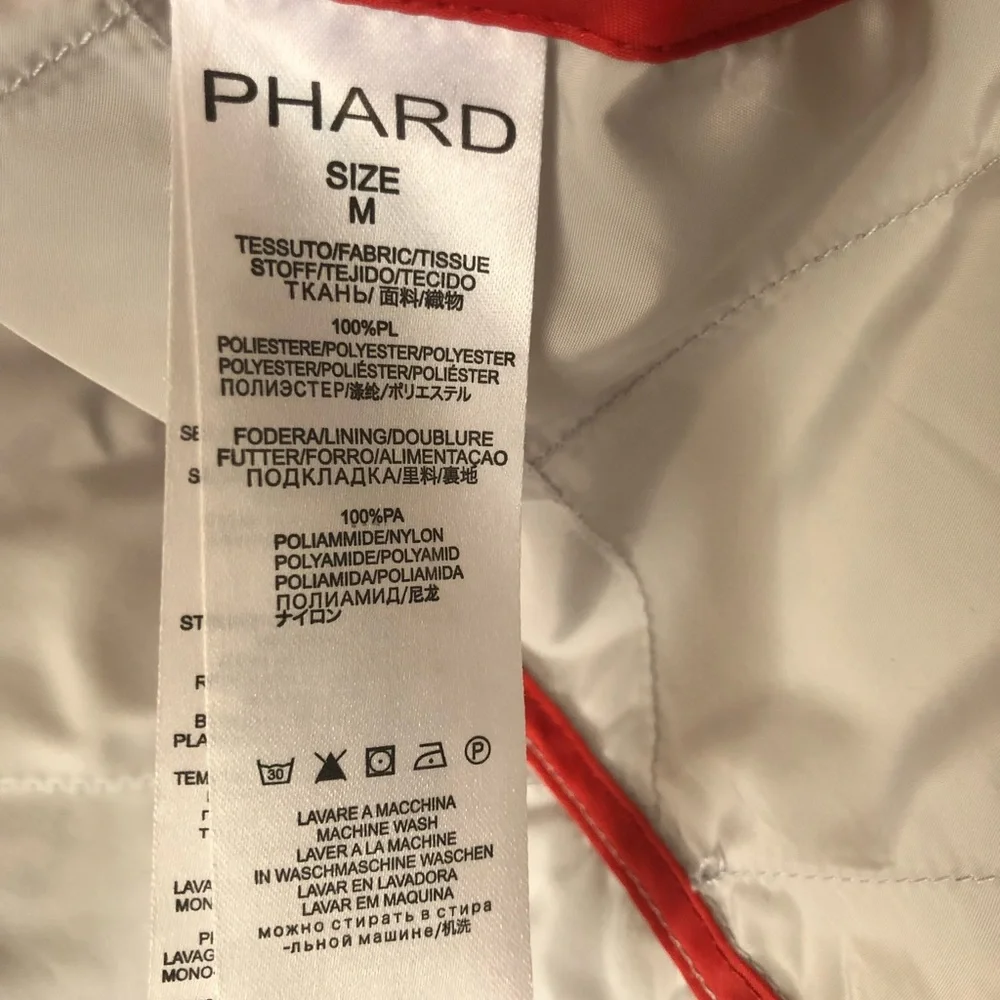 PHARD
SIZE
M
TESSUTO/FABRIC/TISSUE
STOFF/TEJIDO/TECIDO
ТКАНЬ/面料/織物
100%PL
POLIESTERE/POLYESTER/POLYESTER
POLYESTER/POLIÉSTER/POLIÉSTER
ПОЛИЭСТЕР/涤纶/ポリエステル
FODERA/LINING/DOUBLURE
FUTTER/FORRO/ALIMENTAÇAO
ПОДКЛАДКА/里料/裏地
100%PA
POLIAMMIDE/NYLON
POLYAMIDE/POLYAMID
POLIAMIDA/POLIAMIDA
ПОЛИАМИД/尼龙
ナイロン
30
P
LAVARE A MACCHINA
MACHINE WASH
LAVER A LA MACHINE
IN WASCHMASCHINE WASCHEN
LAVAR EN LAVADORA
LAVAR EM MAQUINA
можно стирать в стира
-льной машине/机洗